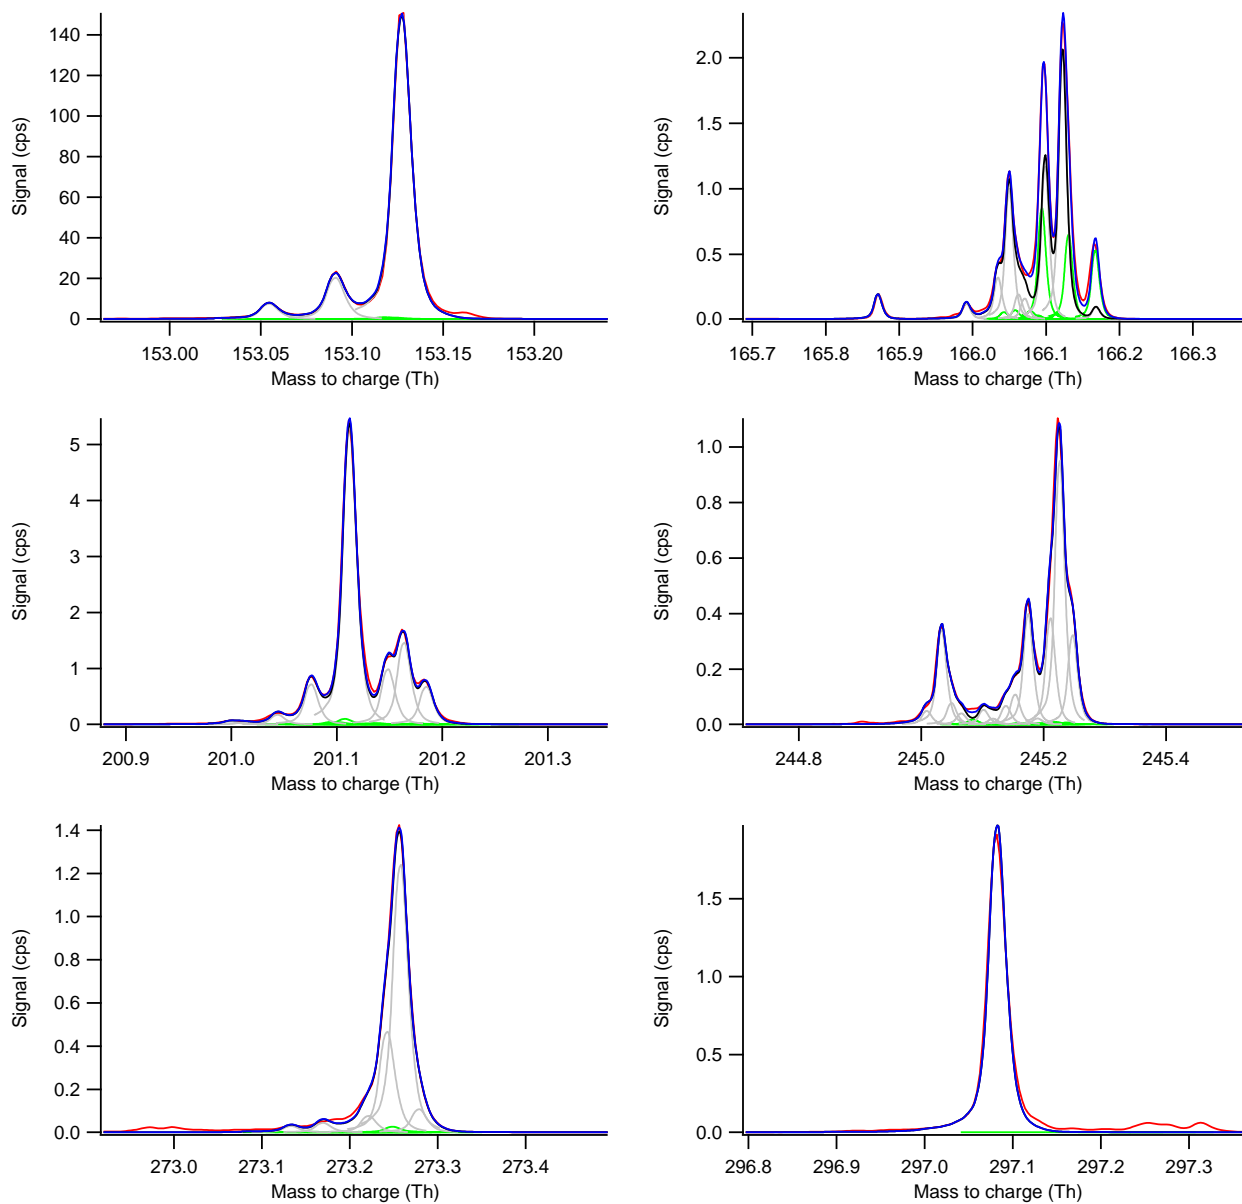 140
120
100
80
60
40
20
0
Signal (cps)
153.00 153.05 153.10 153.15 153.20
Mass to charge (Th)
2.0
1.5
1.0
0.5
0.0
Signal (cps)
165.7 165.8 165.9 166.0 166.1 166.2 166.3
Mass to charge (Th)
5
4
3
2
1
0
Signal (cps)
200.9 201.0 201.1 201.2 201.3
Mass to charge (Th)
1.0
0.8
0.6
0.4
0.2
0.0
Signal (cps)
244.8 245.0 245.2 245.4
Mass to charge (Th)
1.4
1.2
1.0
0.8
0.6
0.4
0.2
0.0
Signal (cps)
273.0 273.1 273.2 273.3 273.4
Mass to charge (Th)
1.5
1.0
0.5
0.0
Signal (cps)
296.8 296.9 297.0 297.1 297.2 297.3
Mass to charge (Th)